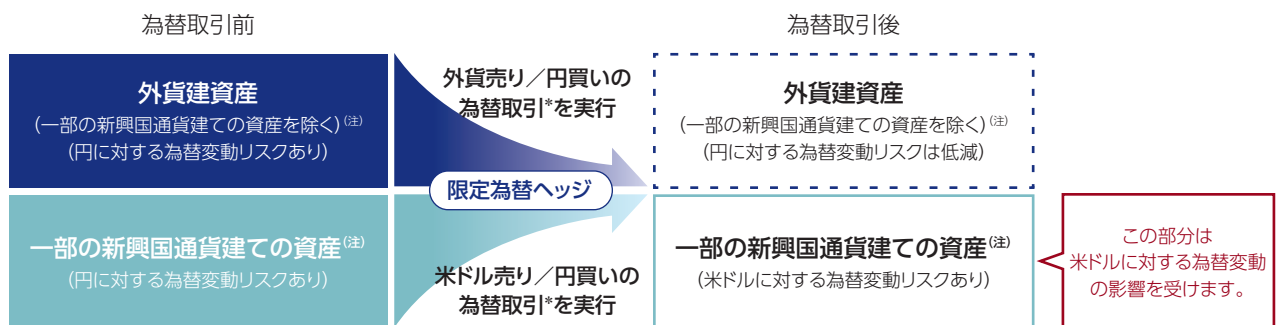 為替取引前
為替取引後
外貨建資産
(一部の新興国通貨建ての資産を除く)(注)
(円に対する為替変動リスクあり)
外貨売り/円買いの
為替取引*を実行
外貨建資産
(一部の新興国通貨建ての資産を除く)(注)
(円に対する為替変動リスクは低減)
限定為替ヘッジ
一部の新興国通貨建ての資産(注)
(円に対する為替変動リスクあり)
米ドル売り/円買いの
為替取引*を実行
一部の新興国通貨建ての資産(注)
(米ドルに対する為替変動リスクあり)
この部分は
米ドルに対する為替変動
の影響を受けます。